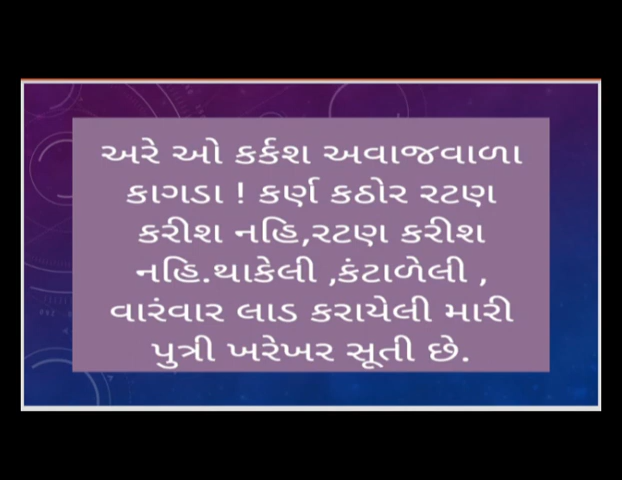 અરે ઓ કર્કશ અવાજવાળા
કાગડા ! કર્ણ કઠોર રટણ
કરીશ નહિ,રટણ કરીશ
નહિ.થાકેલી ,કંટાળેલી ,
વારંવાર લાડ કરાયેલી મારી
પુત્રી ખરેખર સૂતી છે.